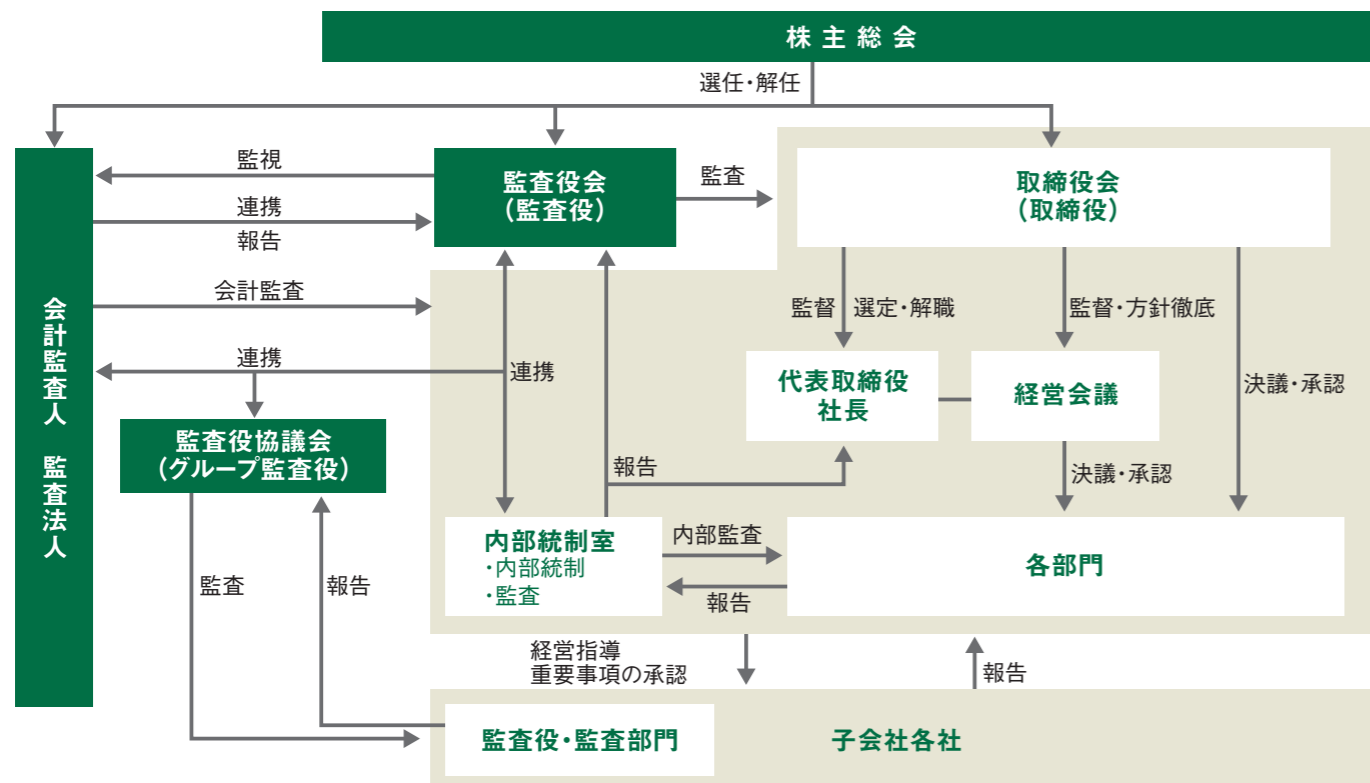 株主総会
選任・解任
監視
監査役会
(監査役)
監査
取締役会
(取締役)
連携
報告
会計監査
会計監査人 監査法人
監督
選定・解職
監督・方針徹底
連携
連携
代表取締役
社長
経営会議
決議・承認
監査役協議会
(グループ監査役)
報告
決議・承認
内部統制室
・内部統制
・監査
内部監査
報告
各部門
監査
報告
経営指導
重要事項の承認
報告
監査役・監査部門
子会社各社